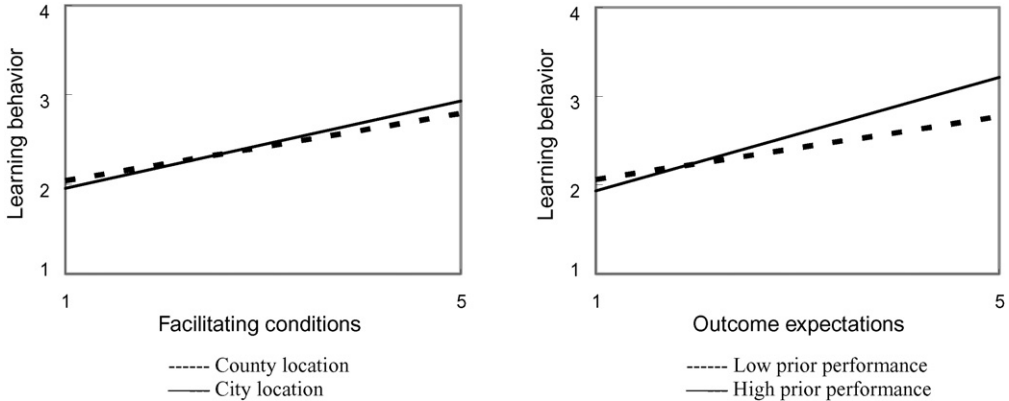 4
3
2
1
Learning behavior
1
5
Facilitating conditions
County location
City location
4
3
2
1
Learning behavior
1
5
Outcome expectations
Low prior performance
High prior performance